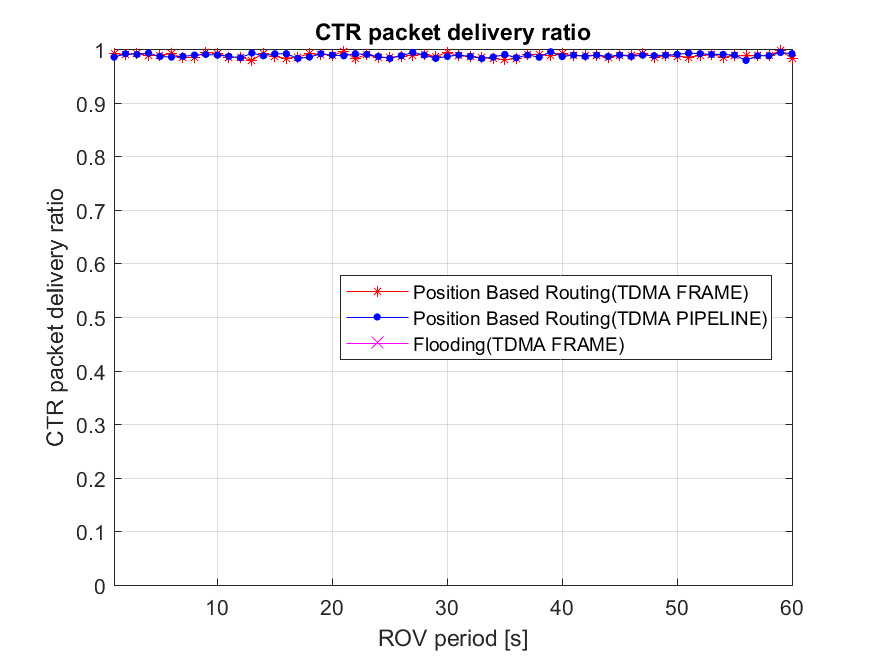 CTR packet delivery ratio
CTR packet delivery ratio
1
0.9
0.8
0.7
0.6
0.5
0.4
0.3
0.2
0.1
0
Position Based Routing(TDMA FRAME)
Position Based Routing(TDMA PIPELINE)
Flooding(TDMA FRAME)
10 20 30 40 50 60
ROV period [s]